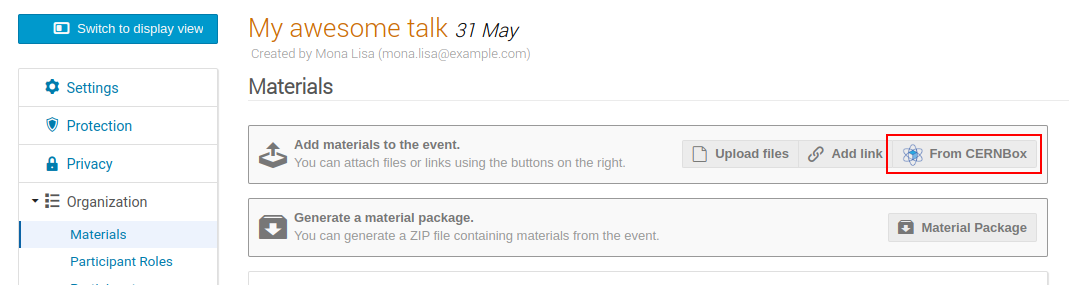 Switch to display view
My awesome talk 31 May
Created by Mona Lisa (mona.lisa@example.com)
Settings
Protection
Privacy
Organization
Materials
Participant Roles
Materials
Add materials to the event.
You can attach files or links using the buttons on the right.
Upload files
Add link
From CERNBox
Generate a material package.
You can generate a ZIP file containing materials from the event.
Material Package